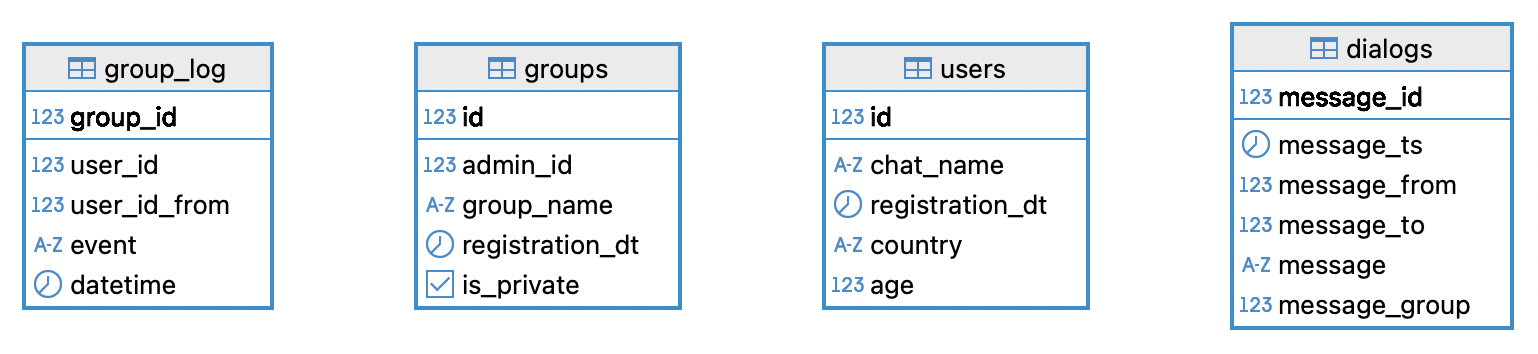 group_log
123 group_id
123 user_id
123 user_id_from
A-Z event
datetime
groups
123 id
123 admin_id
A-Z group_name
registration_dt
is_private
users
123 id
A-Z chat_name
registration_dt
A-Z country
123 age
dialogs
123 message_id
message_ts
123 message_from
123 message_to
A-Z message
123 message_group